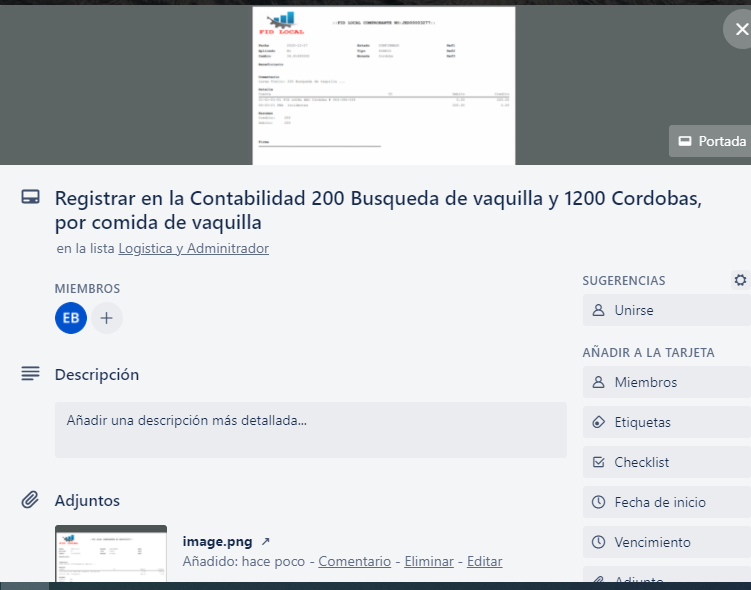 FID LOCAL
Portada
Registrar en la Contabilidad 200 Busqueda de vaquilla y 1200 Cordobas,
por comida de vaquilla
en la lista Logistica y Adminitrador
MIEMBROS
EB
Descripción
Añadir una descripción más detallada...
Adjuntos
image.png
Añadido: hace poco - Comentario - Eliminar - Editar
SUGERENCIAS
Unirse
AÑADIR A LA TARJETA
Miembros
Etiquetas
Checklist
Fecha de inicio
Vencimiento
Adjunto